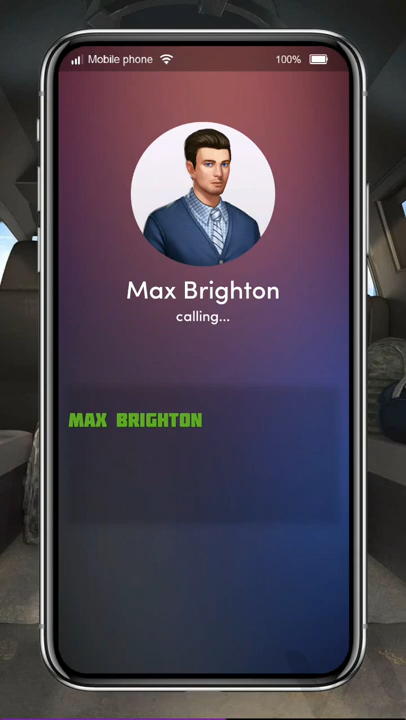 Mobile phone
100%
Max Brighton
calling...
MAX BRIGHTON